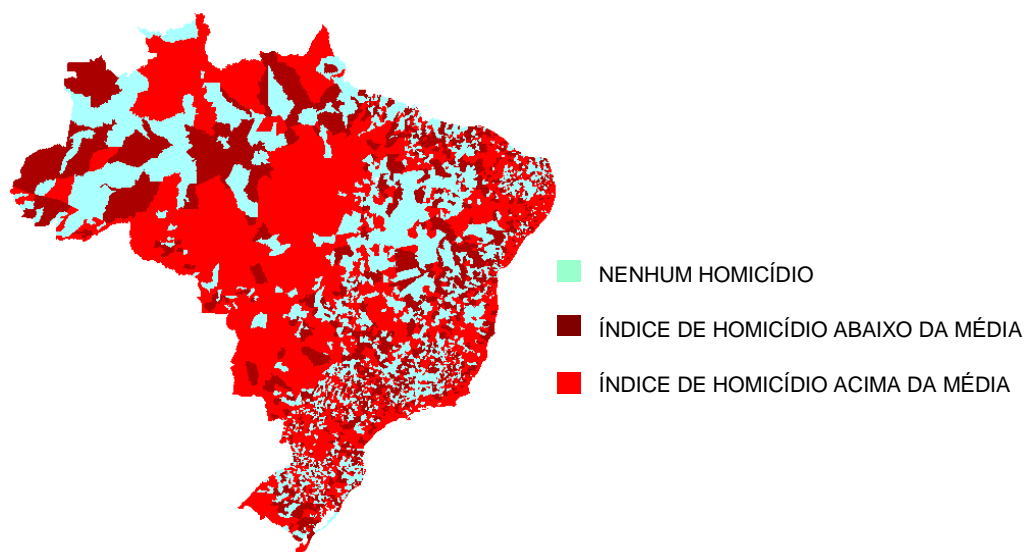 NENHUM HOMICÍDIO
ÍNDICE DE HOMICÍDIO ABAIXO DA MÉDIA
ÍNDICE DE HOMICÍDIO ACIMA DA MÉDIA